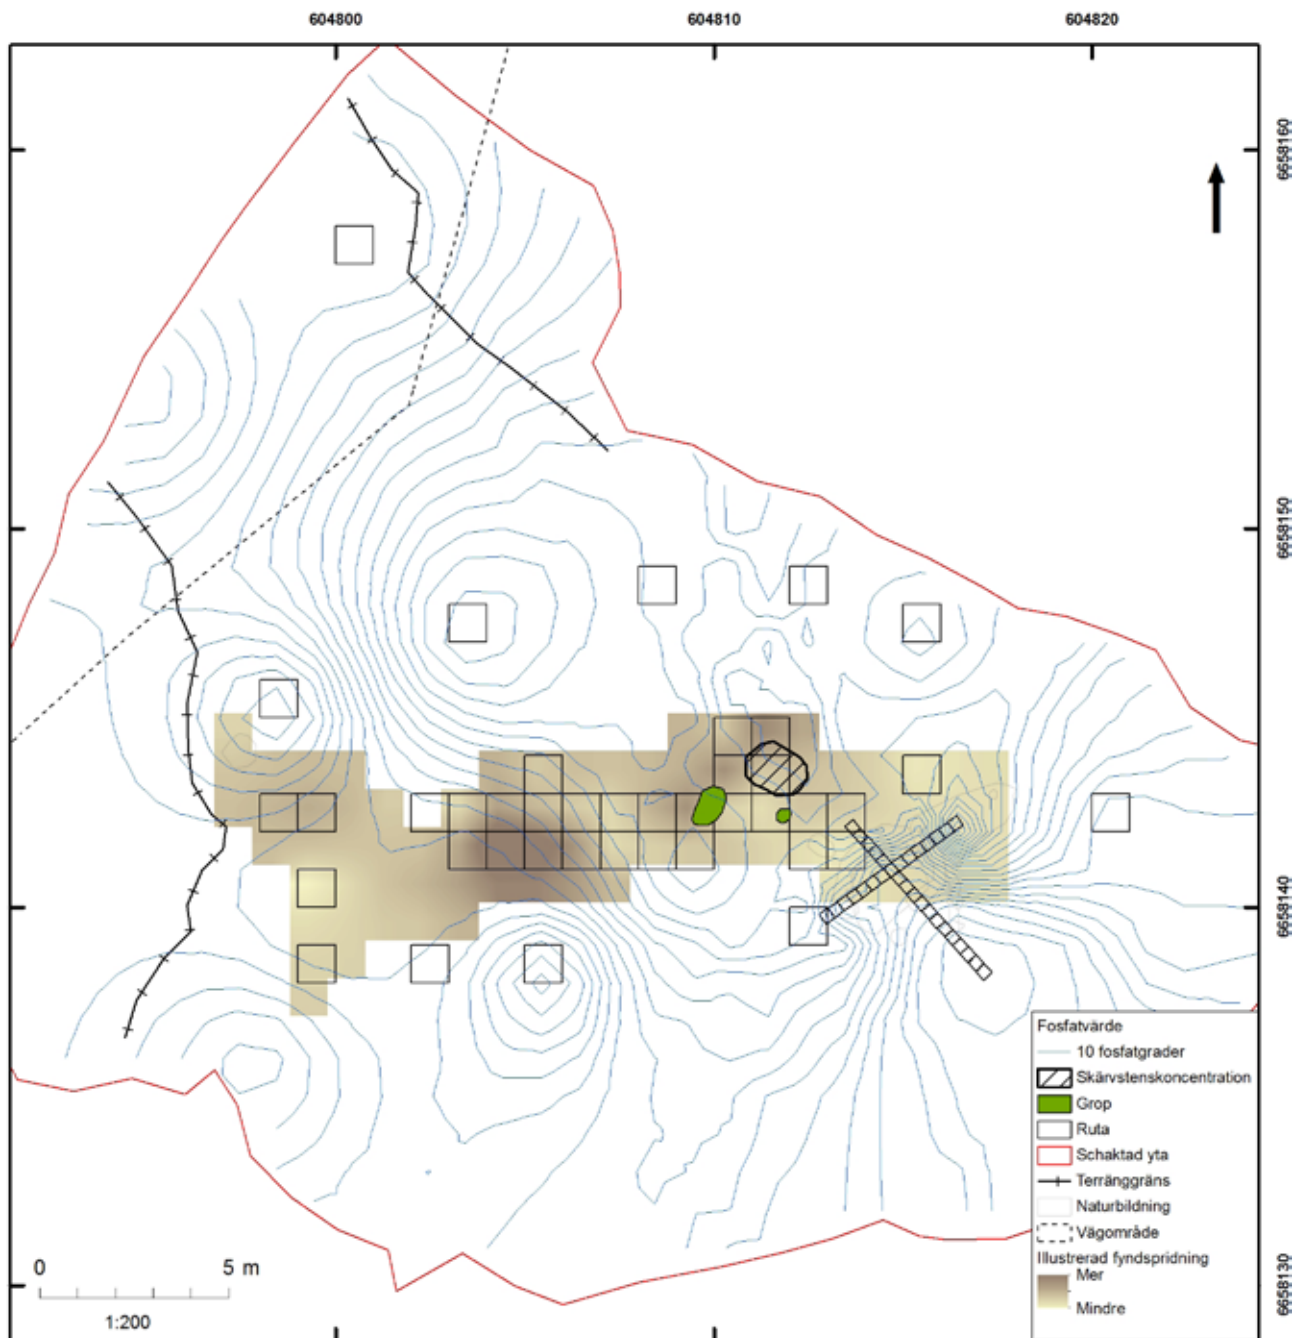 604800
604810
604820
6658160
6658150
6658140
6658130
Fosfatvärde
10 fosfatgrader
Skärvstenskoncentration
Grop
Ruta
Schaktad yta
Terränggräns
Naturbildning
Vägområde
Illustrerad fyndspridning
Mer
Mindre
0 5 m
1:200